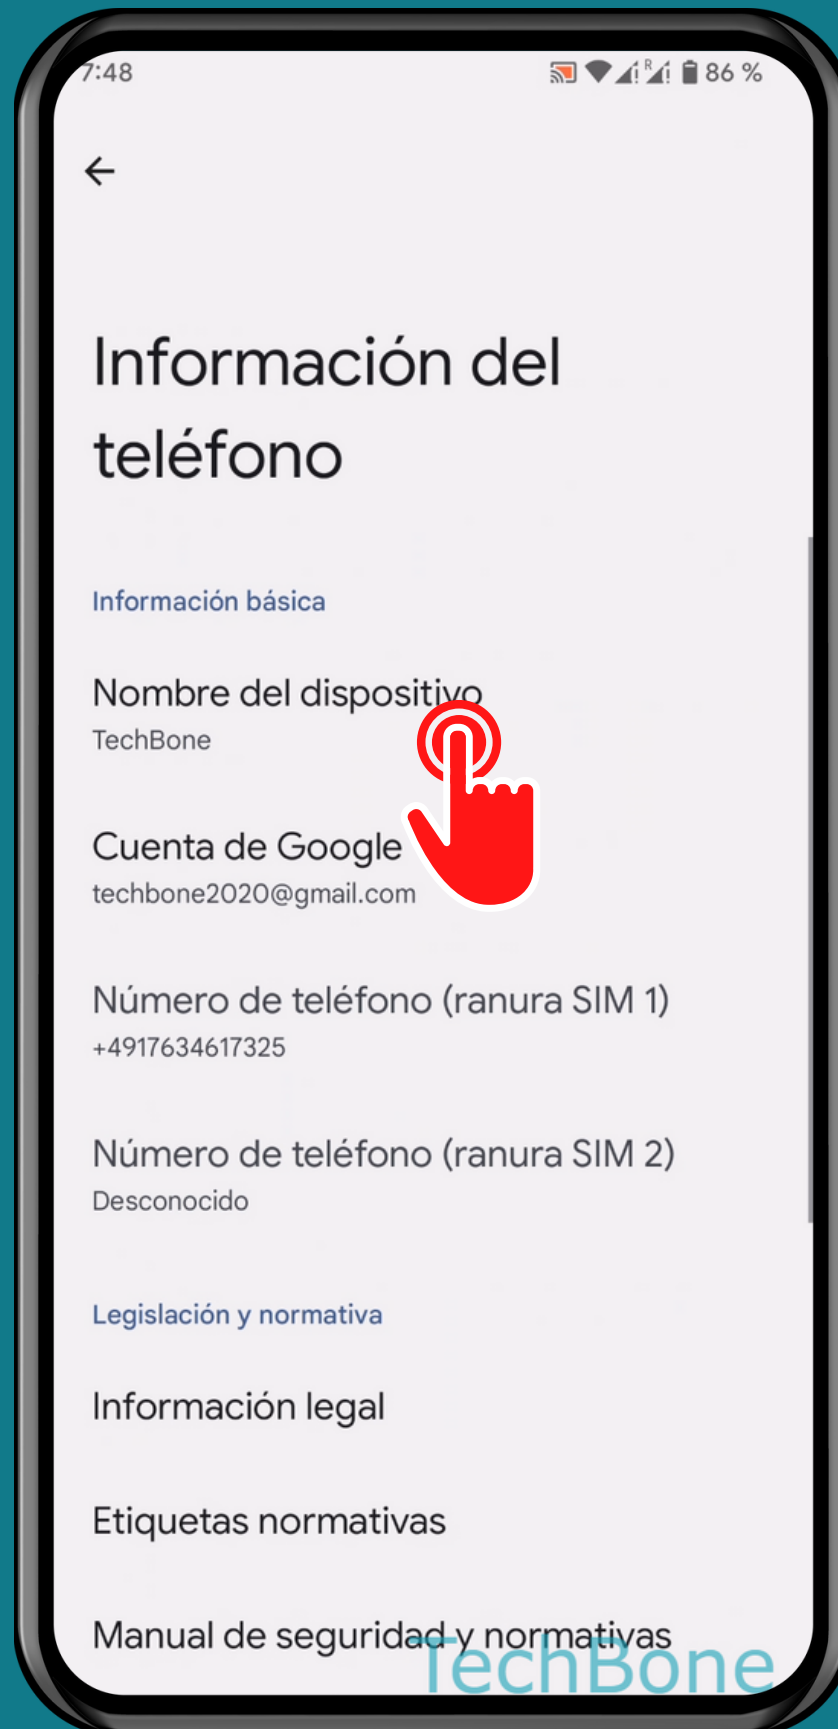 7:48
R
86 %
Información del
teléfono
Información básica
Nombre del dispositivo
TechBone
Cuenta de Google
techbone2020@gmail.com
Número de teléfono (ranura SIM 1)
+4917634617325
Número de teléfono (ranura SIM 2)
Desconocido
Legislación y normativa
Información legal
Etiquetas normativas
Manual de seguridad y normativas
TechBone